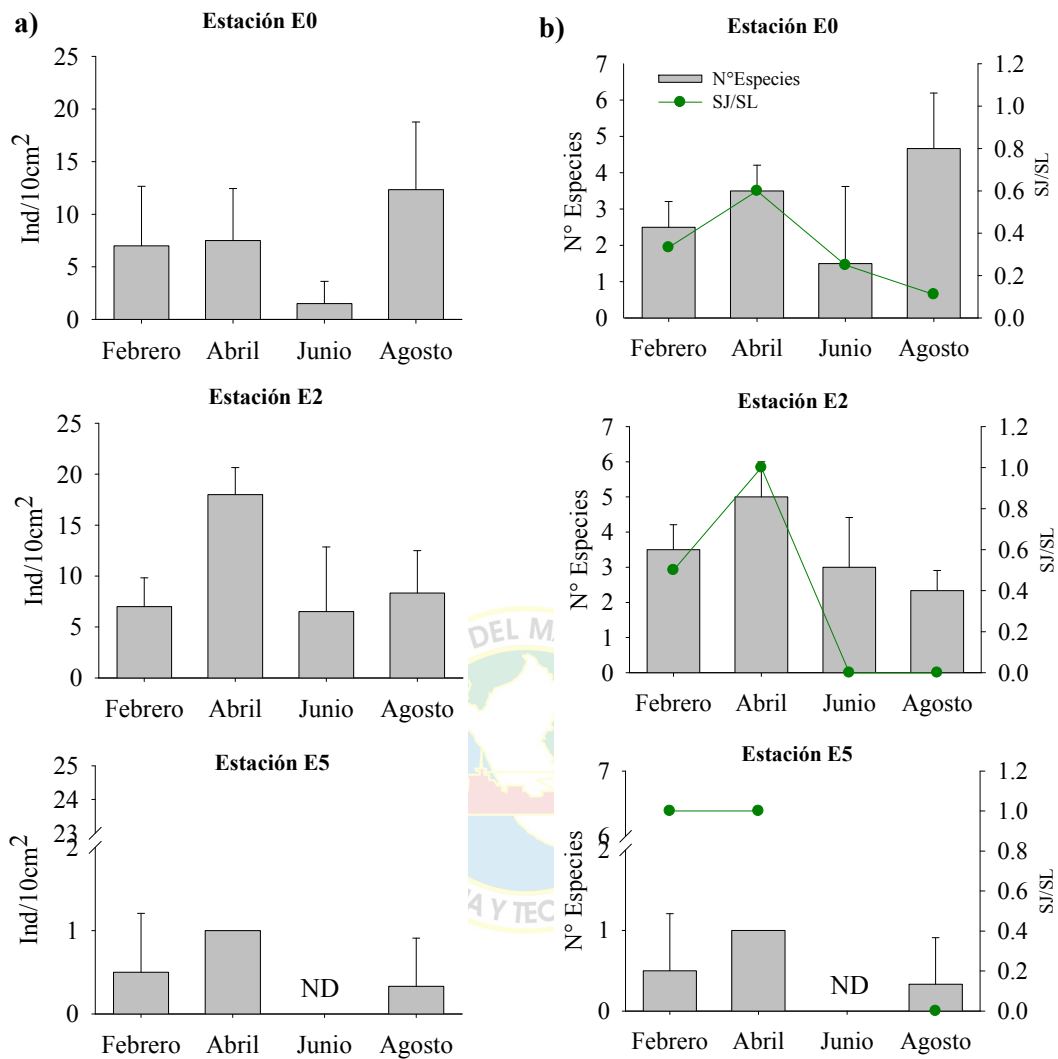 a)
Estación E0
25
20
15
10
5
0
Ind/10cm²
Febrero Abril Junio Agosto
Estación E2
25
20
15
10
5
0
Ind/10cm²
Febrero Abril Junio Agosto
Estación E5
25
24
23
2
1
0
Ind/10cm²
ND
Febrero Abril Junio Agosto
b)
Estación E0
N°Especies
SJ/SL
7
6
5
4
3
2
1
0
N° Especies
1.2
1.0
0.8
0.6
0.4
0.2
0.0
SJ/SL
Febrero Abril Junio Agosto
Estación E2
7
6
5
4
3
2
1
0
N° Especies
1.2
1.0
0.8
0.6
0.4
0.2
0.0
SJ/SL
Febrero Abril Junio Agosto
Estación E5
7
6
2
1
0
N° Especies
1.2
1.0
0.8
0.6
0.4
0.2
0.0
SJ/SL
ND
Febrero Abril Junio Agosto
DEL
Y TEC